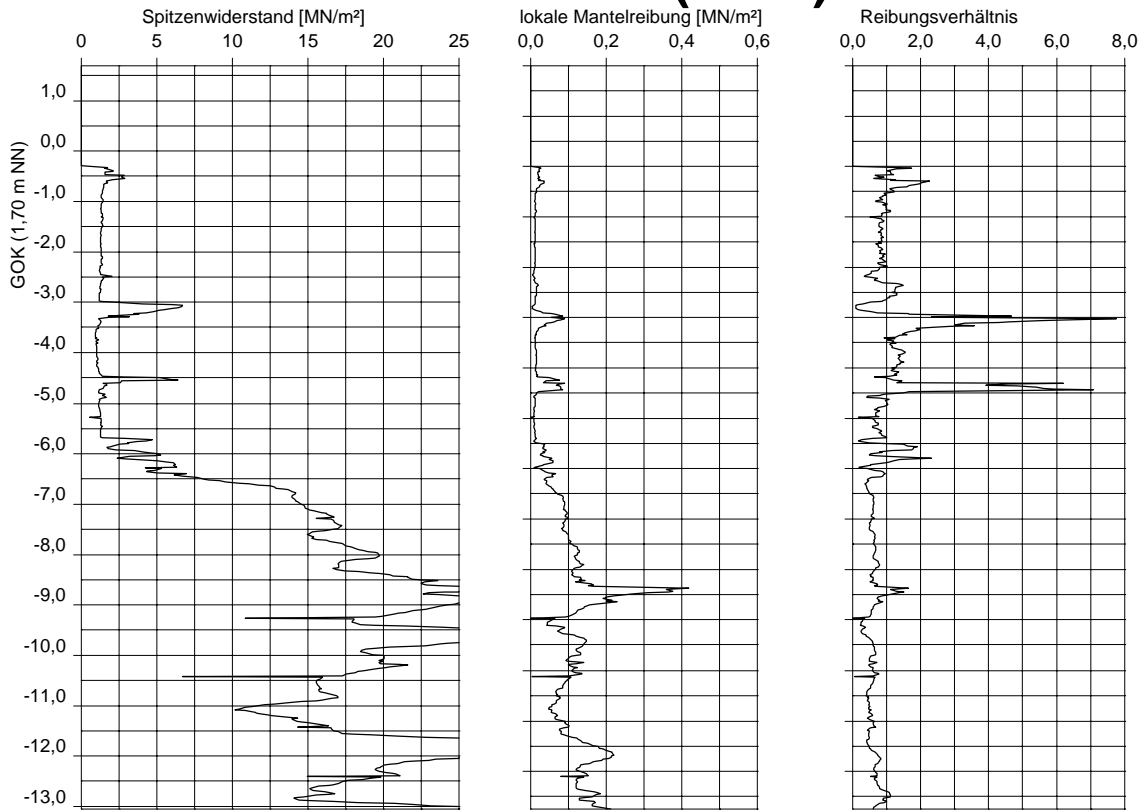 Spitzenwiderstand [MN/m²]
0 5 10 15 20 25
lokale Mantelreibung [MN/m²]
0,0 0,2 0,4 0,6
Reibungsverhältnis
0,0 2,0 4,0 6,0 8,0
GOK (1,70 m NN)
1,0
0,0
-1,0
-2,0
-3,0
-4,0
-5,0
-6,0
-7,0
-8,0
-9,0
-10,0
-11,0
-12,0
-13,0